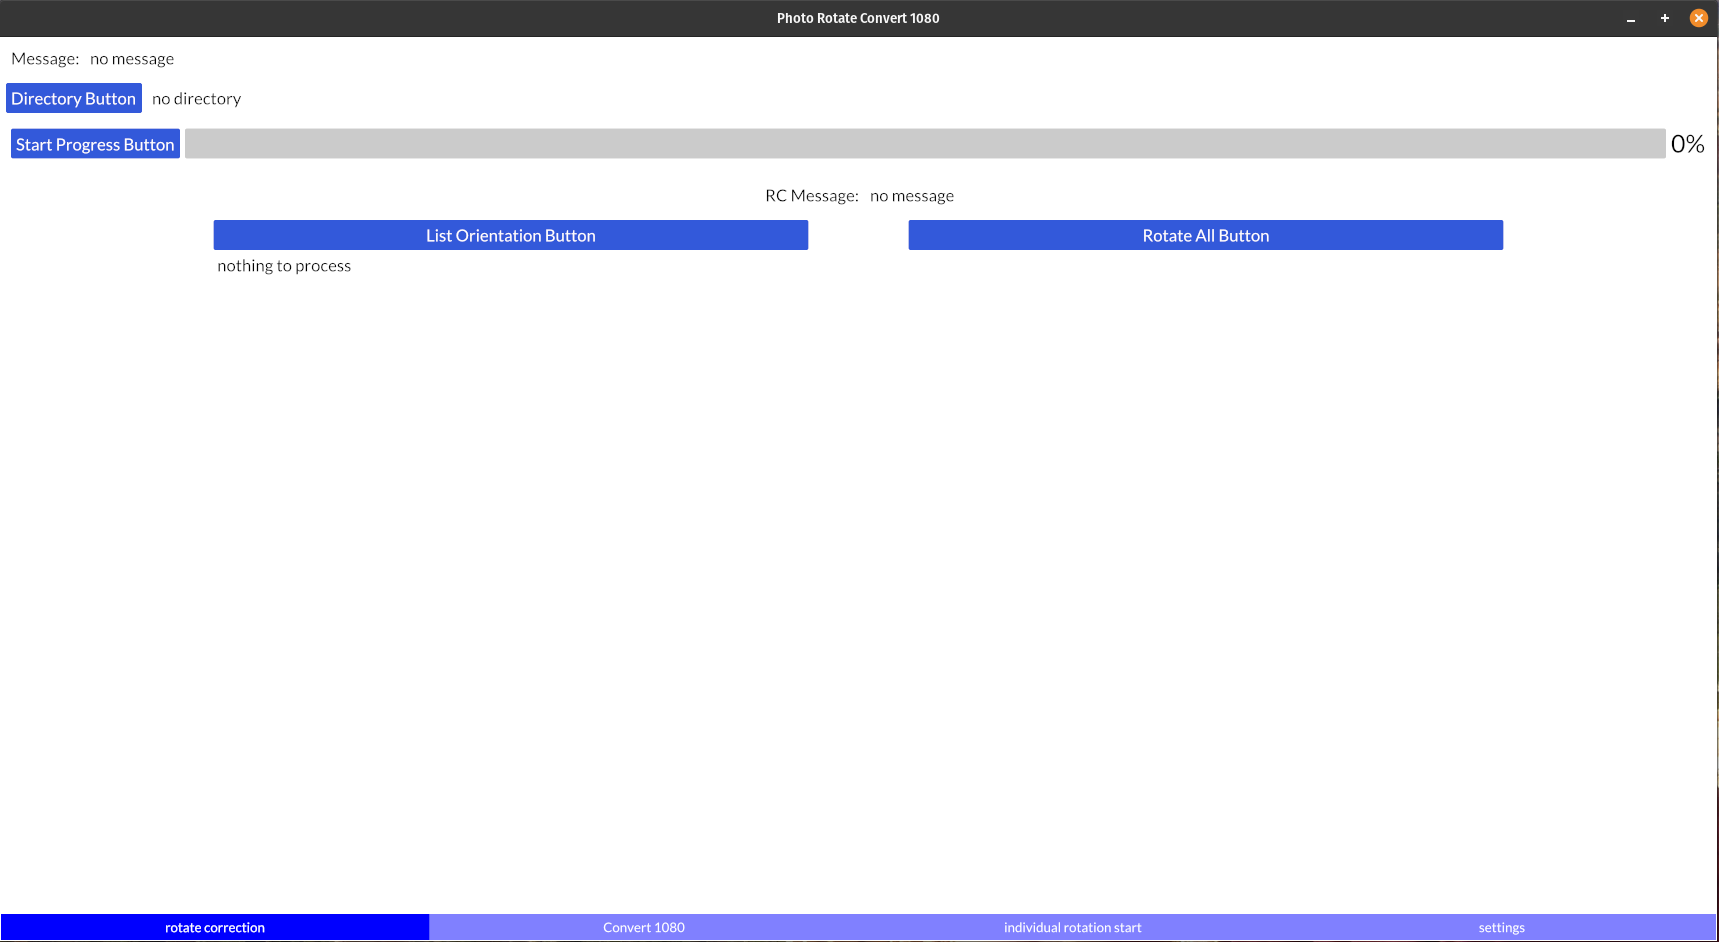 Photo Rotate Convert 1080
Message: no message
Directory Button no directory
Start Progress Button 0%
RC Message: no message
List Orientation Button Rotate All Button
nothing to process
rotate correction Convert 1080 individual rotation start settings